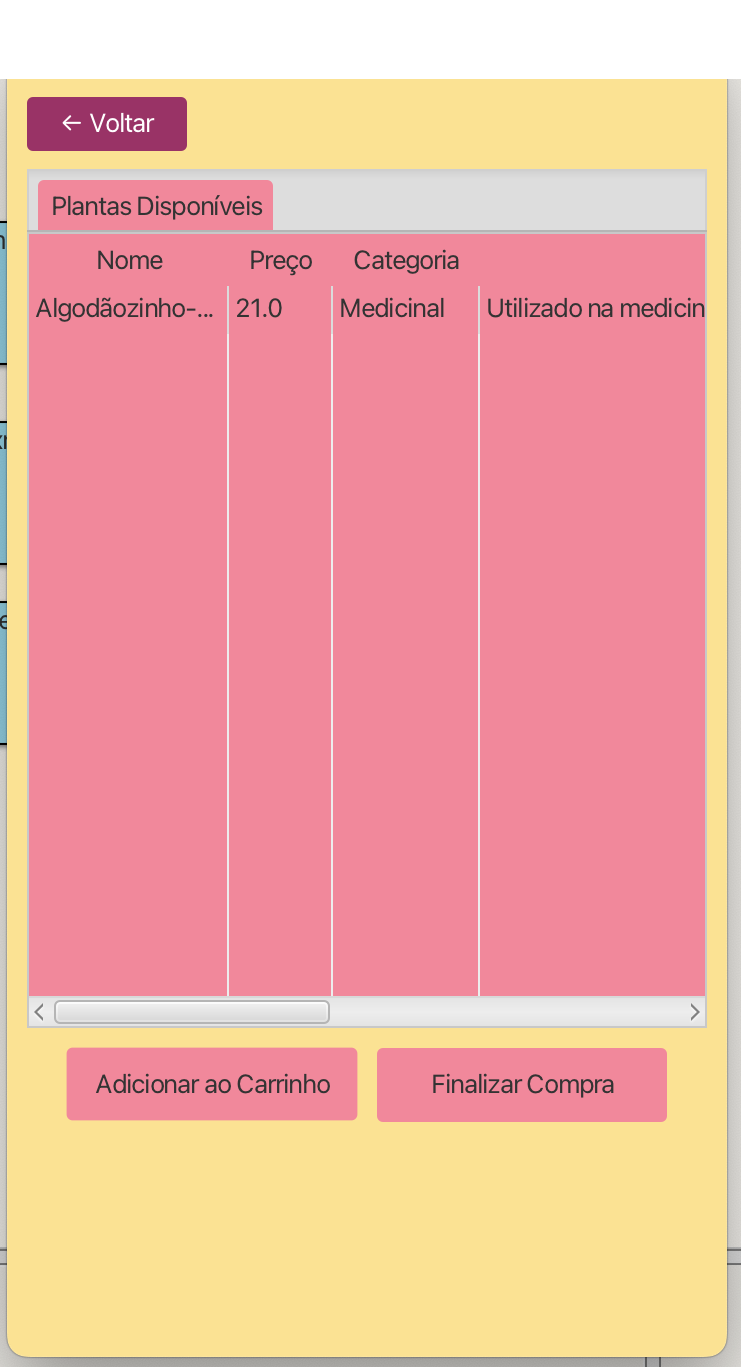 ← Voltar
Plantas Disponíveis
Nome Preço Categoria
Algodãozinho-... 21.0 Medicinal Utilizado na medicin
Adicionar ao Carrinho Finalizar Compra